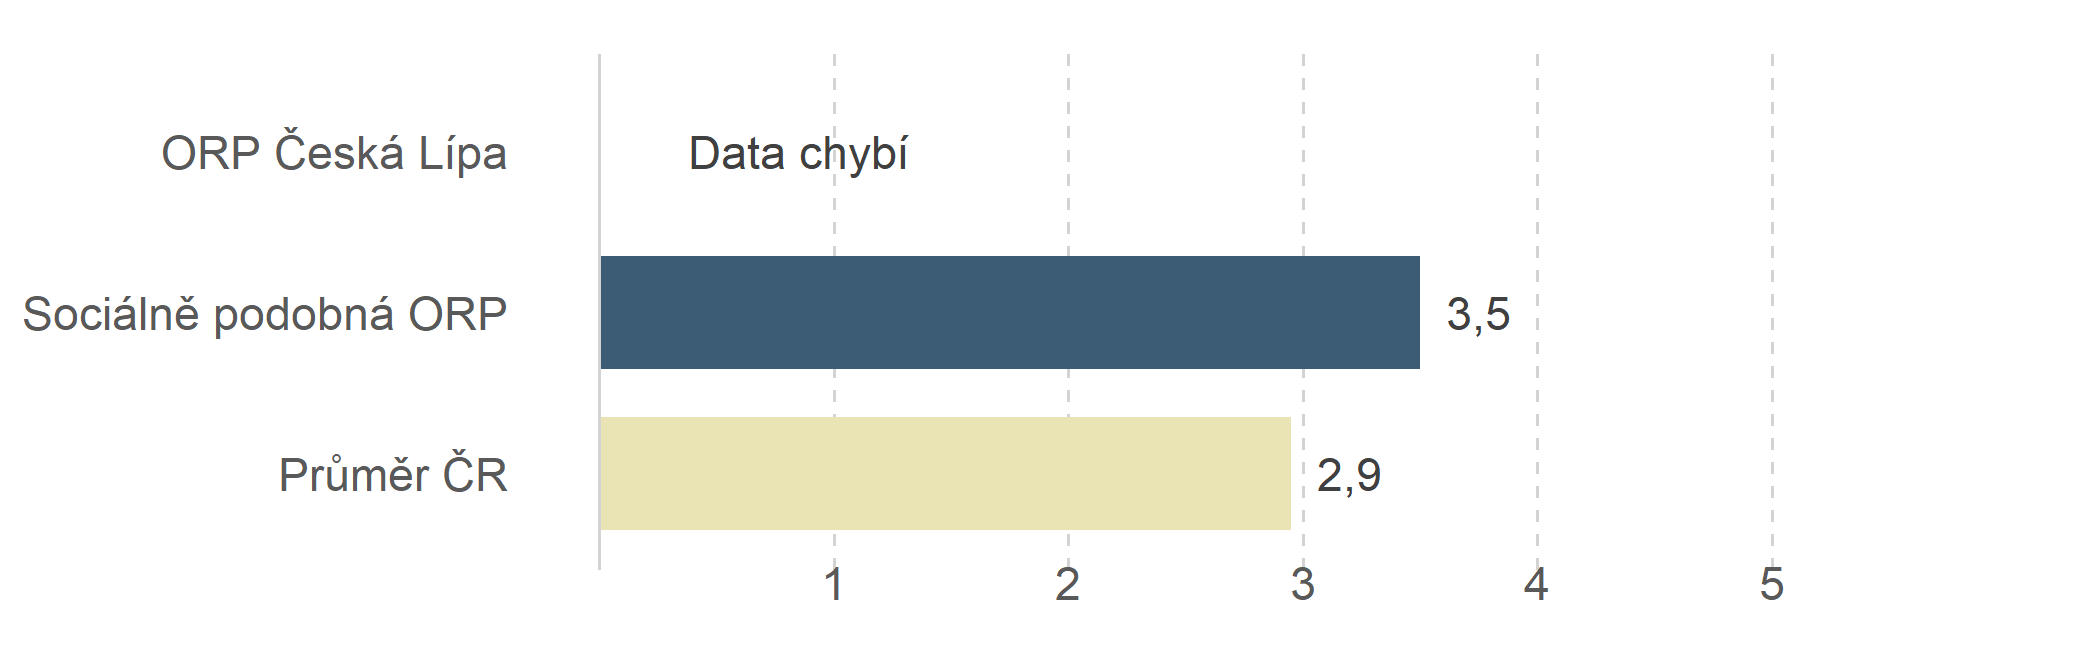 ORP Česká Lípa
Data chybí
Sociálně podobná ORP
3,5
Průměr ČR
2,9
1 2 3 4 5